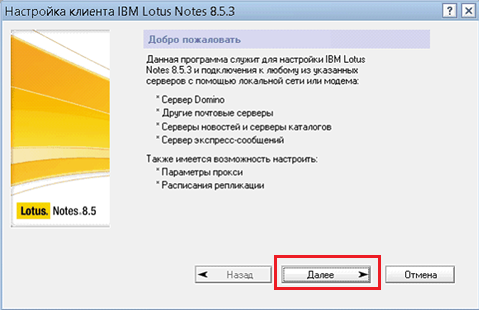 Настройка клиента IBM Lotus Notes 8.5.3
Добро пожаловать
Данная программа служит для настройки IBM Lotus
Notes 8.5.3 и подключения к любому из указанных
серверов с помощью локальной сети или модема:
* Сервер Domino
* Другие почтовые серверы
* Серверы новостей и серверы каталогов
* Сервер экспресс-сообщений
Также имеется возможность настроить:
* Параметры прокси
* Расписания репликации
Lotus. Notes.8.5
Назад
Далее
Отмена